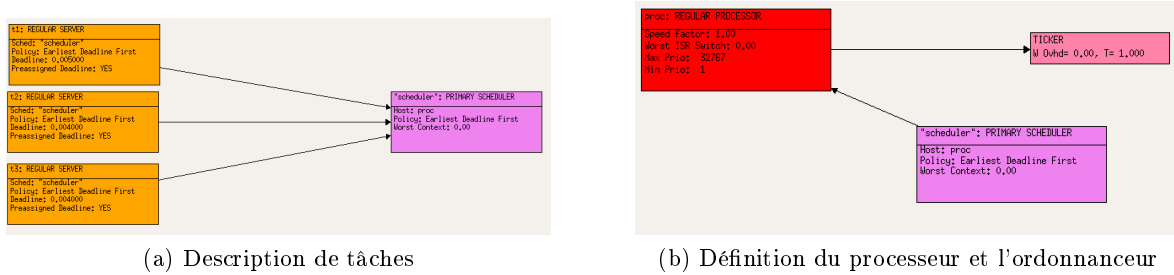 t1: REGULAR SERVER
Sched: "scheduler"
Policy: Earliest Deadline First
Deadline: 0.005000
Preassigned Deadline: YES
t2: REGULAR SERVER
Sched: "scheduler"
Policy: Earliest Deadline First
Deadline: 0.004000
Preassigned Deadline: YES
t3: REGULAR SERVER
Sched: "scheduler"
Policy: Earliest Deadline First
Deadline: 0.004000
Preassigned Deadline: YES
"scheduler": PRIMARY SCHEDULER
Host: proc
Policy: Earliest Deadline First
Worst Context: 0.00
(a) Description de tâches
proc: REGULAR PROCESSOR
Speed Factor: 1.00
Worst ISR Switch: 0.00
Max Prio: 32767
Min Prio: 1
TICKER
W Ovhd= 0.00, T= 1.000
"scheduler": PRIMARY SCHEDULER
Host: proc
Policy: Earliest Deadline First
Worst Context: 0.00
(b) Définition du processeur et l'ordonnanceur